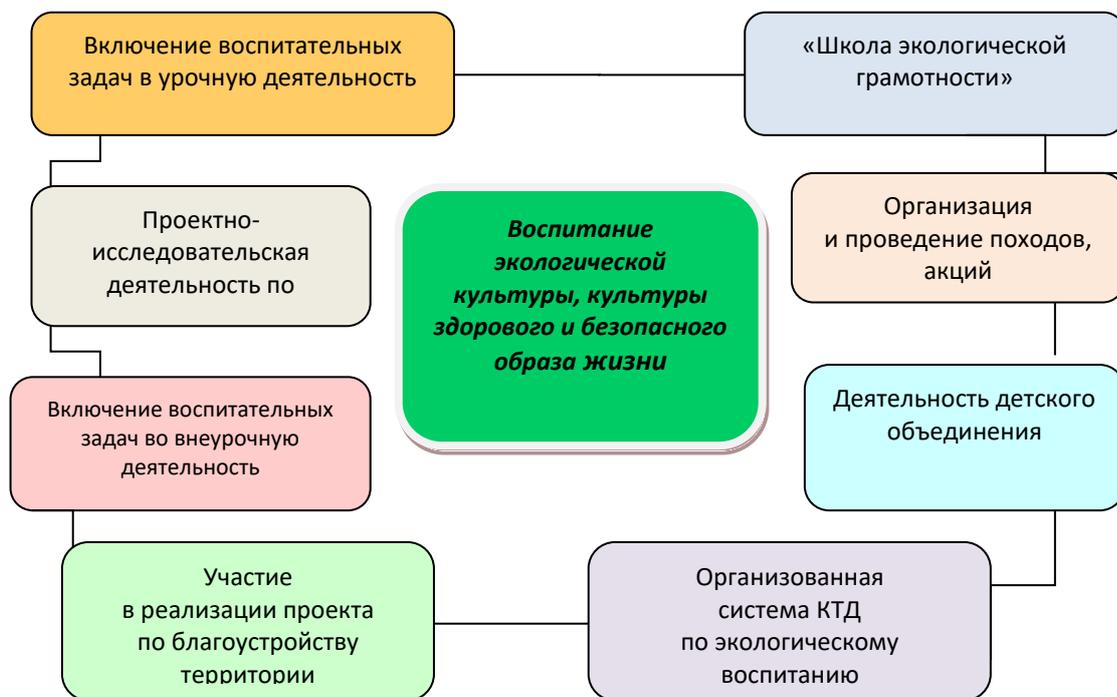 Включение воспитательных
задач в урочную деятельность
«Школа экологической
грамотности»
Проектно-
исследовательская
деятельность по
Воспитание
экологической
культуры, культуры
здорового и безопасного
образа жизни
Организация
и проведение походов,
акций
Включение воспитательных
задач во внеурочную
деятельность
Деятельность детского
объединения
Участие
в реализации проекта
по благоустройству
территории
Организованная
система КТД
по экологическому
воспитанию